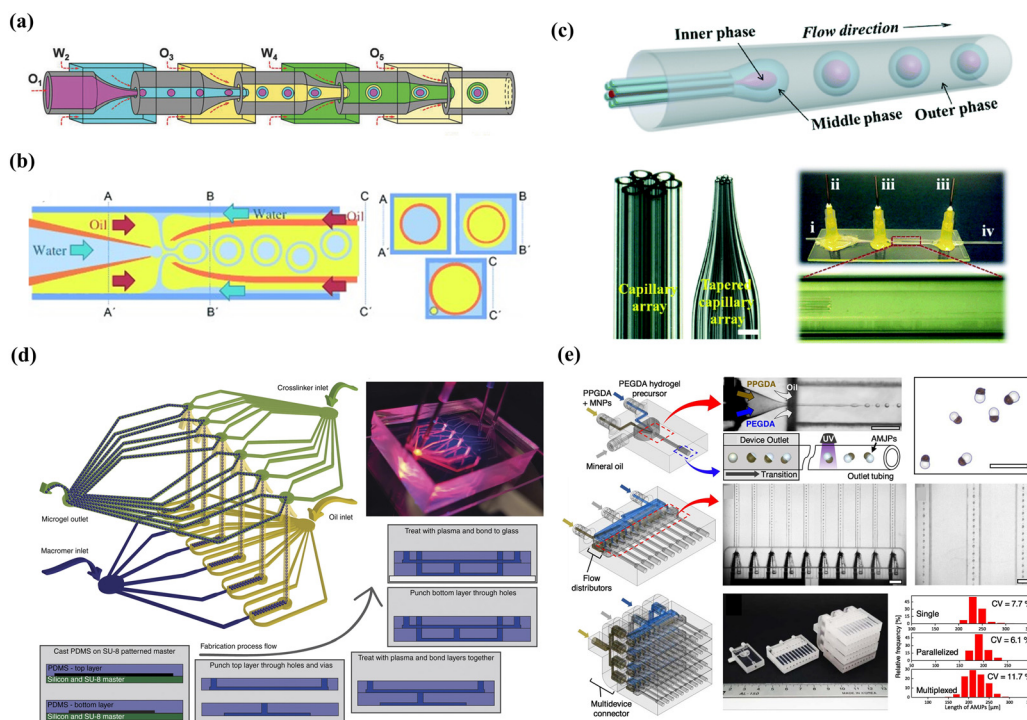 (a)
W2
O3
W4
O5
O1
(b)
A
B
C
Oil
Water
Oil
Water
A´
B´
C´
A
B
A´
B´
C
C´
(c)
Inner phase
Flow direction
Middle phase
Outer phase
Capillary
array
Tapered
capillary
array
ii
iii
iii
i
iv
(d)
Crosslinker inlet
Microgel outlet
Oil inlet
Macromer inlet
Treat with plasma and bond to glass
Punch bottom layer through holes
Fabrication process flow
Cast PDMS on SU-8 patterned master
PDMS - top layer
Silicon and SU-8 master
PDMS - bottom layer
Silicon and SU-8 master
Punch top layer through holes and vias
Treat with plasma and bond layers together
(e)
PEGDA hydrogel
precursor
PPGDA
+ MNPs
Mineral oil
PPGDA
Oil
PEGDA
Device Outlet
UV
AMJPs
Transition
Outlet tubing
Flow
distributors
Multidevice
connector
Relative frequency (%)
Single
CV = 7.7 %
Parallelized
CV = 6.1 %
Multiplexed
CV = 11.7 %
100 150 200 250 300 350
Length of AMJPs [µm]